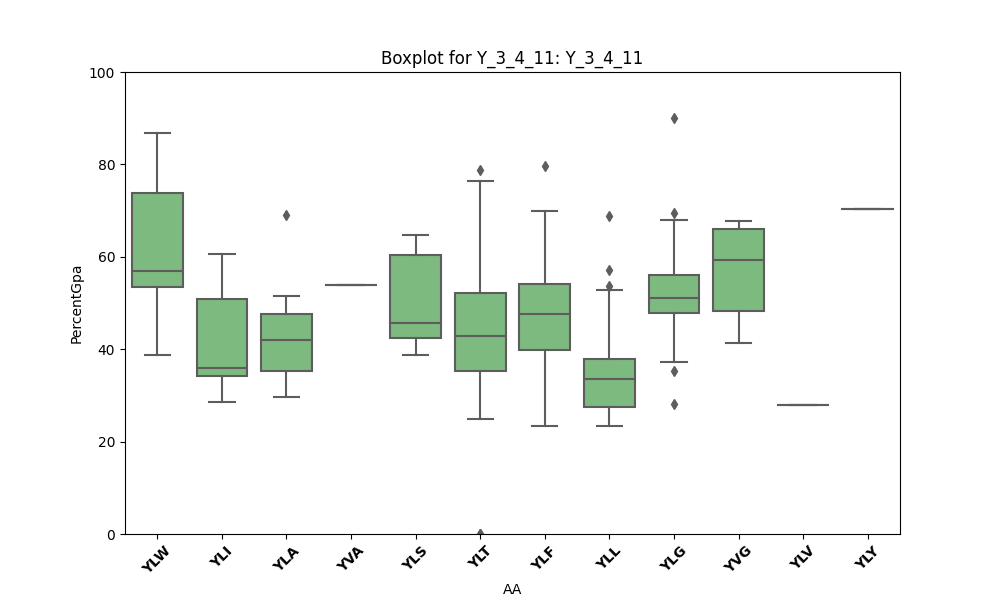 Boxplot for Y_3_4_11: Y_3_4_11
100
80
60
40
20
0
PercentGpa
YLW YLI YLA YVA YLS YLT YLF YLL YLG YVG YLV YLY
AA